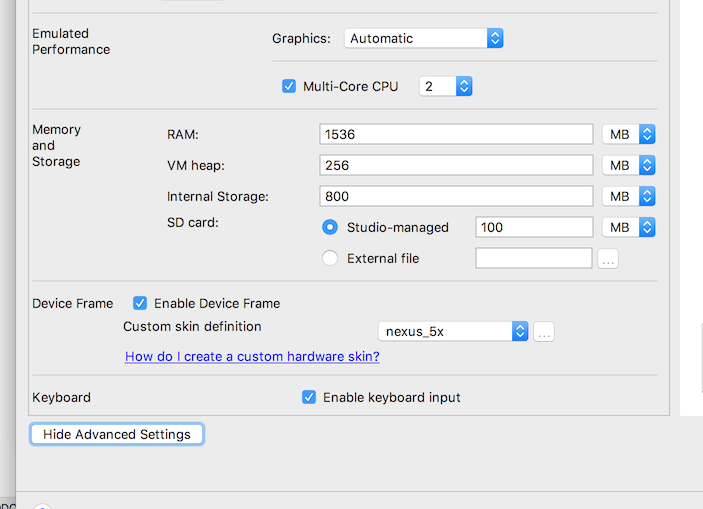 Emulated
Performance
Graphics: Automatic
Multi-Core CPU 2
Memory
and
Storage
RAM: 1536 MB
VM heap: 256 MB
Internal Storage: 800 MB
SD card:
Studio-managed 100 MB
External file ...
Device Frame Enable Device Frame
Custom skin definition nexus_5x ...
How do I create a custom hardware skin?
Keyboard Enable keyboard input
Hide Advanced Settings